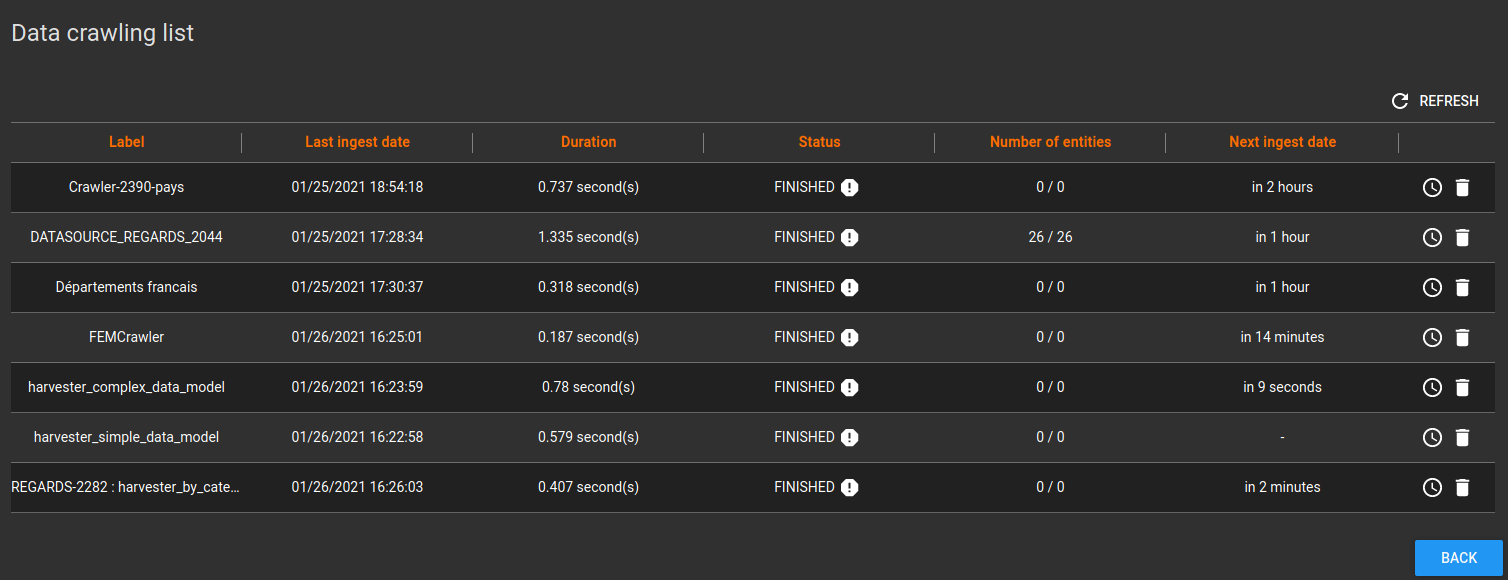 Data crawling list
REFRESH
Label Last ingest date Duration Status Number of entities Next ingest date
Crawler-2390-pays 01/25/2021 18:54:18 0.737 second(s) FINISHED 0 / 0 in 2 hours
DATASOURCE_REGARDS_2044 01/25/2021 17:28:34 1.335 second(s) FINISHED 26 / 26 in 1 hour
Départements francais 01/25/2021 17:30:37 0.318 second(s) FINISHED 0 / 0 in 1 hour
FEMCrawler 01/26/2021 16:25:01 0.187 second(s) FINISHED 0 / 0 in 14 minutes
harvester_complex_data_model 01/26/2021 16:23:59 0.78 second(s) FINISHED 0 / 0 in 9 seconds
harvester_simple_data_model 01/26/2021 16:22:58 0.579 second(s) FINISHED 0 / 0 -
REGARDS-2282 : harvester_by_cate... 01/26/2021 16:26:03 0.407 second(s) FINISHED 0 / 0 in 2 minutes
BACK